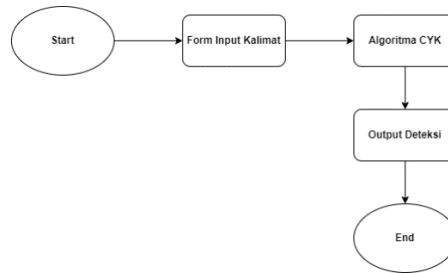 Start
Form Input Kalimat
Algoritma CYK
Output Deteksi
End